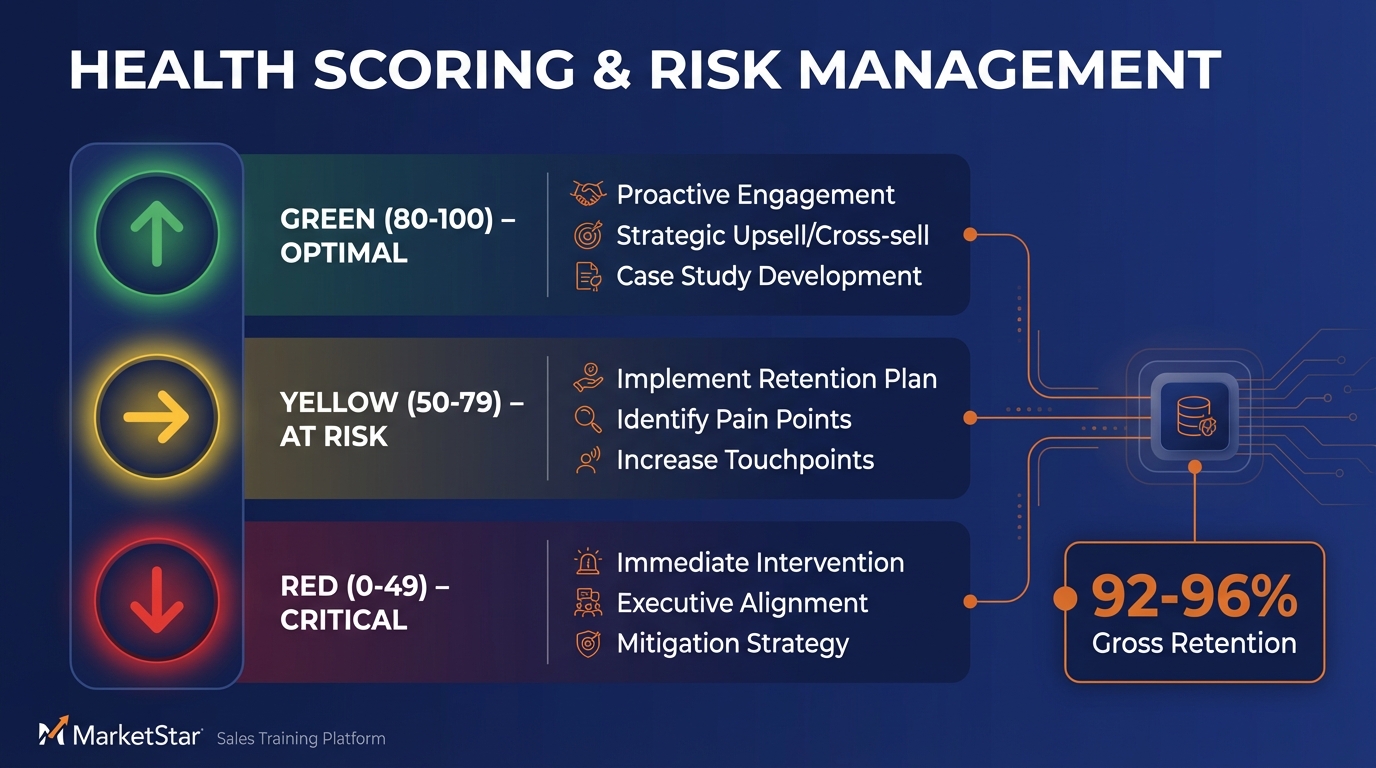 HEALTH SCORING & RISK MANAGEMENT
GREEN (80-100) –
OPTIMAL
Proactive Engagement
Strategic Upsell/Cross-sell
Case Study Development
YELLOW (50-79) –
AT RISK
Implement Retention Plan
Identify Pain Points
Increase Touchpoints
RED (0-49) –
CRITICAL
Immediate Intervention
Executive Alignment
Mitigation Strategy
92-96%
Gross Retention
MarketStar Sales Training Platform